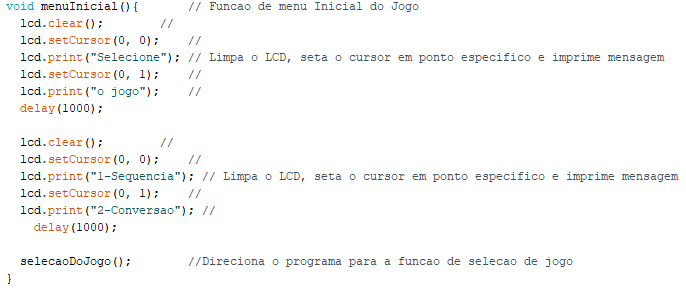 void menuInicial(){       // Funcao de menu Inicial do Jogo
  lcd.clear();        //
  lcd.setCursor(0, 0);    //
  lcd.print("Selecione"); // Limpa o LCD, seta o cursor em ponto especifico e imprime mensagem
  lcd.setCursor(0, 1);    //
  lcd.print("o jogo");    //
  delay(1000);

  lcd.clear();        //
  lcd.setCursor(0, 0);    //
  lcd.print("1-Sequencia"); // Limpa o LCD, seta o cursor em ponto especifico e imprime mensagem
  lcd.setCursor(0, 1);    //
  lcd.print("2-Conversao"); //
    delay(1000);

  selecaoDoJogo();        //Direciona o programa para a funcao de selecao de jogo
}